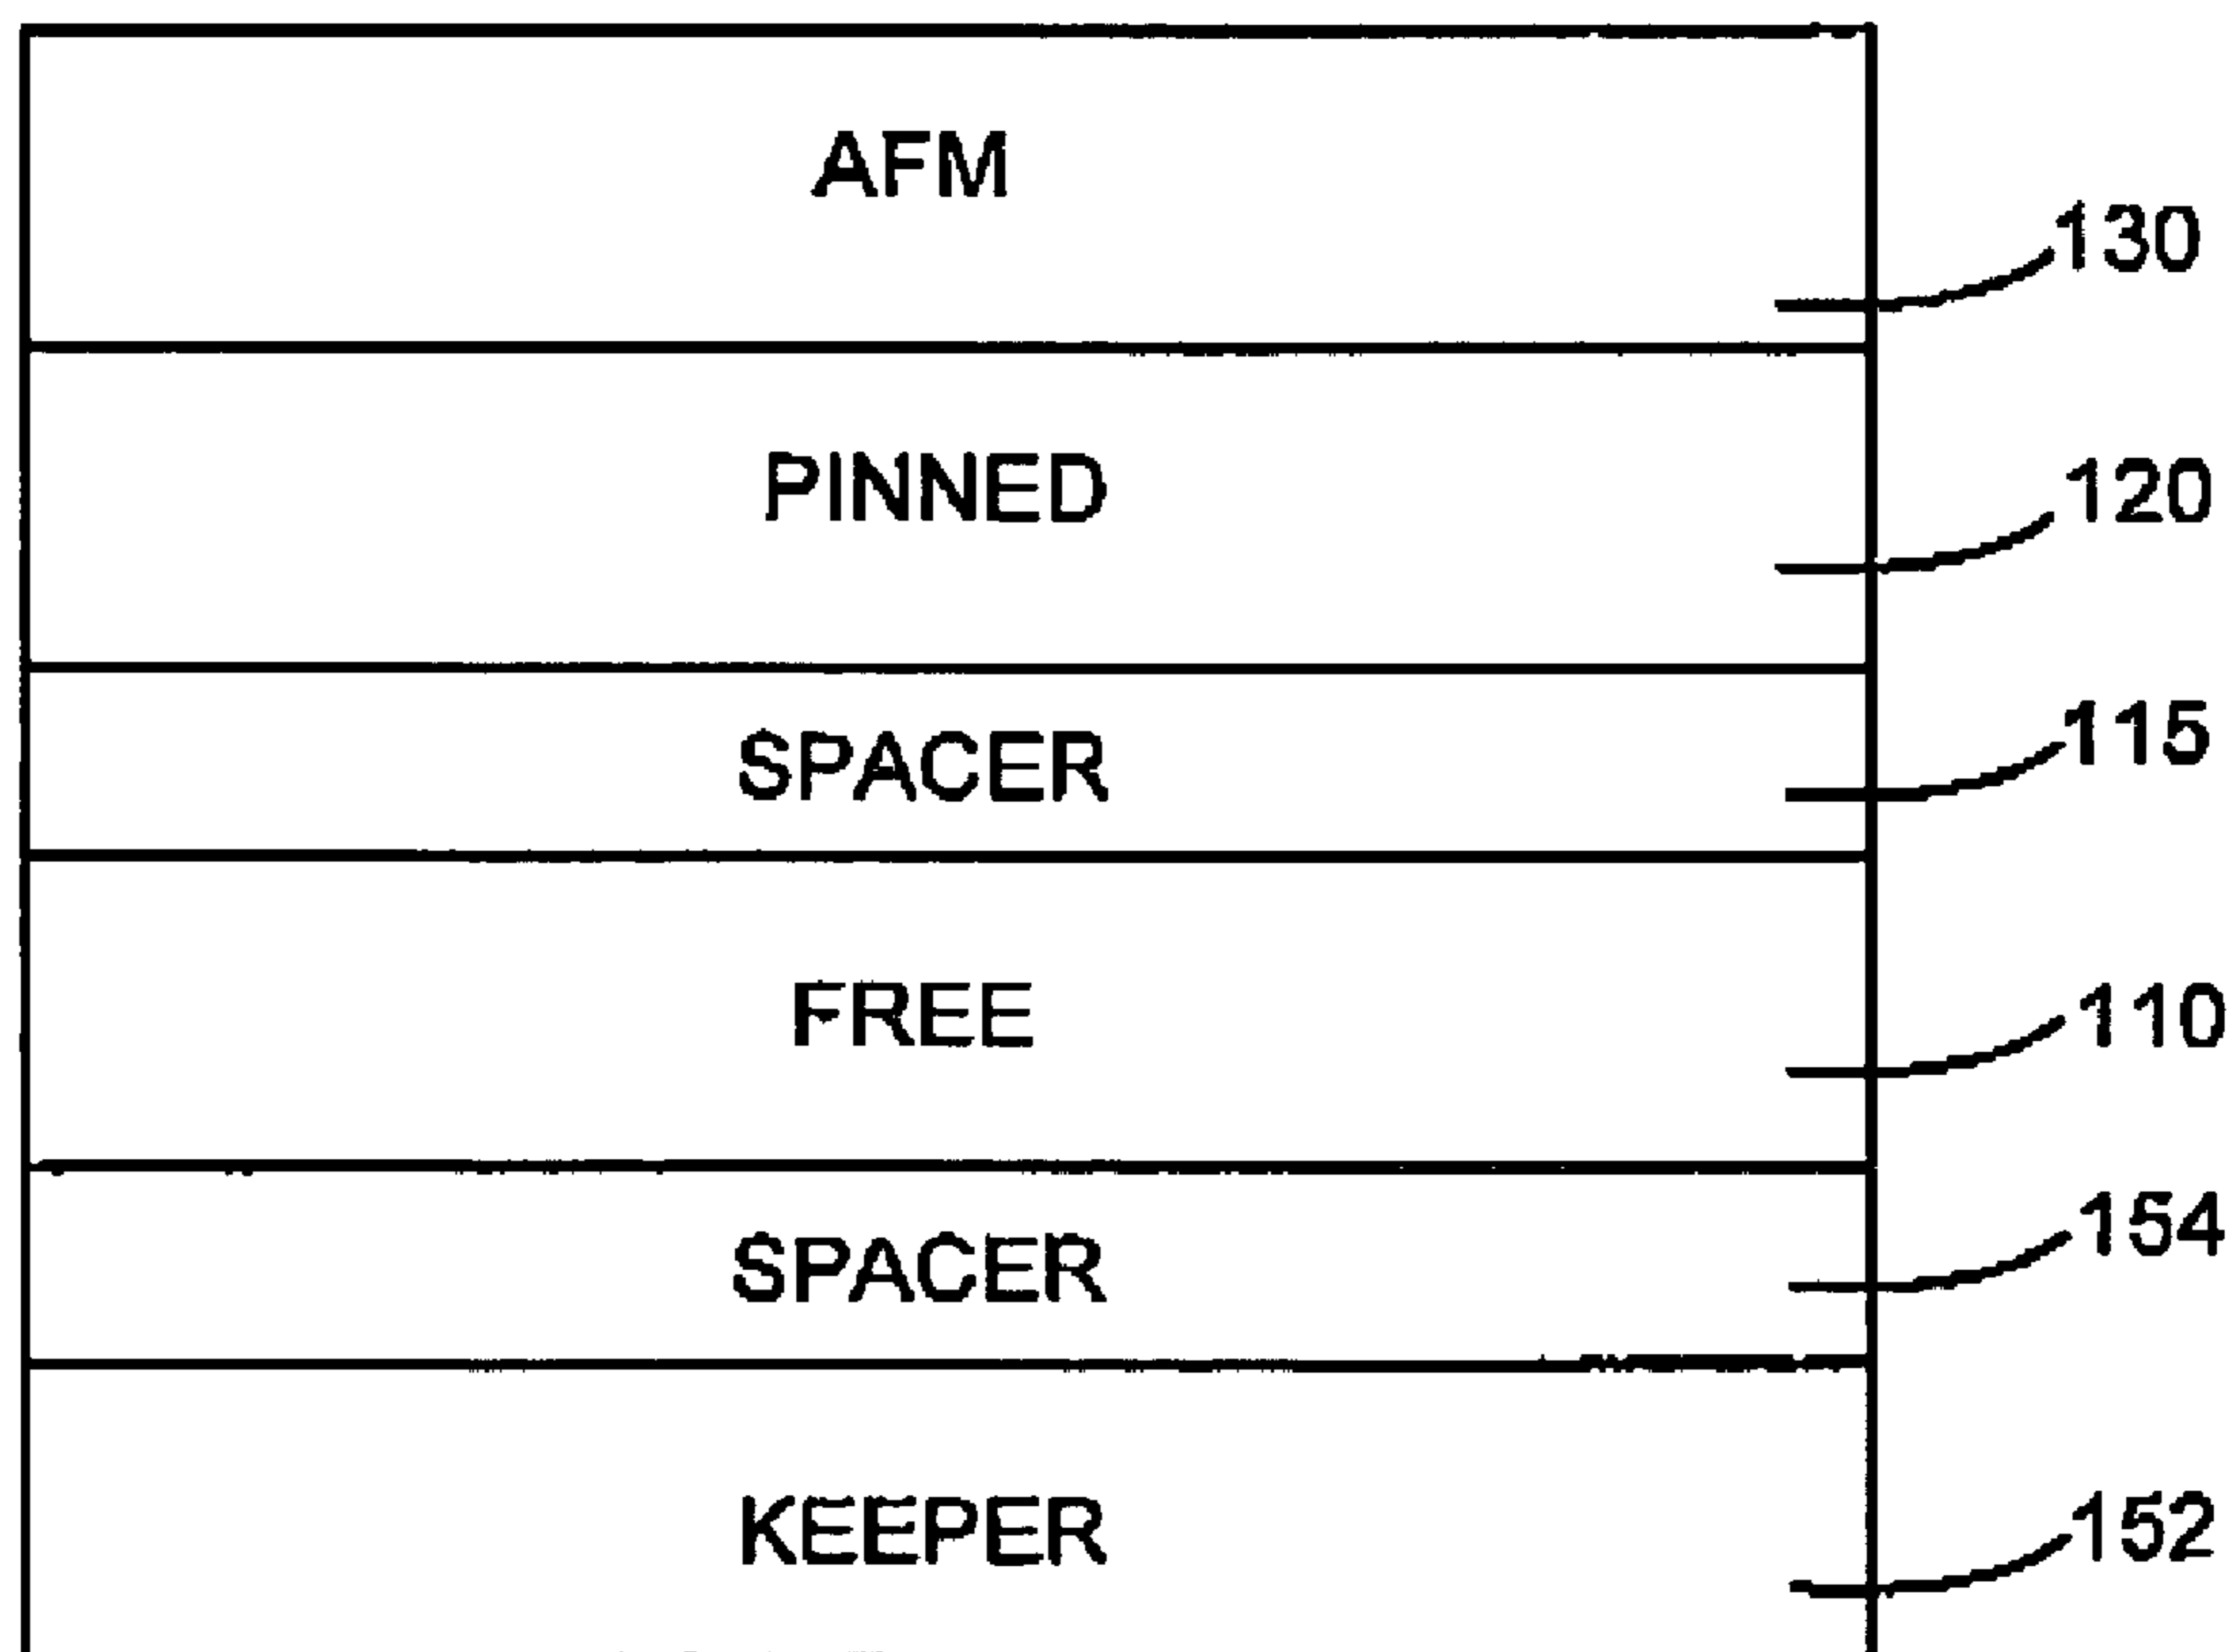 AFM
130
PINNED
120
SPACER
115
FREE
110
SPACER
154
KEEPER
152